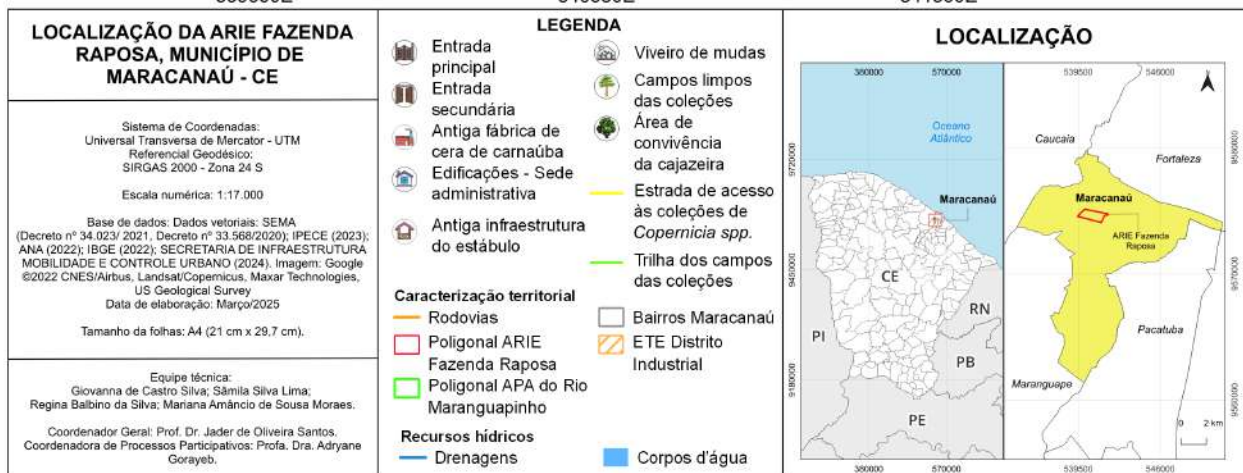 LOCALIZAÇÃO DA ARIE FAZENDA
RAPOSA, MUNICÍPIO DE
MARACANAÚ - CE
Sistema de Coordenadas:
Universal Transversa de Mercator - UTM
Referencial Geodésico:
SIRGAS 2000 - Zona 24 S
Escala numérica: 1:17.000
Base de dados: Dados vetoriais: SEMA
(Decreto nº 34.023/ 2021, Decreto nº 33.568/2020); IPECE (2023);
ANA (2022); IBGE (2022); SECRETARIA DE INFRAESTRUTURA
MOBILIDADE E CONTROLE URBANO (2024). Imagem: Google
©2022 CNES/Airbus, Landsat/Copernicus, Maxar Technologies,
US Geological Survey
Data de elaboração: Março/2025
Tamanho da folhas: A4 (21 cm x 29,7 cm).
Equipe técnica:
Giovanna de Castro Silva; Sâmila Silva Lima;
Regina Balbino da Silva; Mariana Amâncio de Sousa Moraes.
Coordenador Geral: Prof. Dr. Jader de Oliveira Santos.
Coordenadora de Processos Participativos: Profa. Dra. Adryane
Gorayeb.
LEGENDA
Entrada
principal
Entrada
secundária
Antiga fábrica de
cera de carnaúba
Edificações - Sede
administrativa
Antiga infraestrutura
do estábulo
Viveiro de mudas
Campos limpos
das coleções
Área de
convivência
da cajazeira
Estrada de acesso
às coleções de
Copernicia spp.
Trilha dos campos
das coleções
Caracterização territorial
Rodovias
Poligonal ARIE
Fazenda Raposa
Poligonal APA do Rio
Maranguapinho
Bairros Maracanaú
ETE Distrito
Industrial
Recursos hídricos
Drenagens
Corpos d'água
LOCALIZAÇÃO
380000
570000
9720000
9450000
9180000
Oceano
Atlântico
Maracanaú
CE
RN
PB
PI
PE
380000
570000
539500
546000
Caucaia
Fortaleza
Maracanaú
ARIE Fazenda
Raposa
Pacatuba
Maranguape
9580000
9570000
9560000
0
2 km
539500
546000